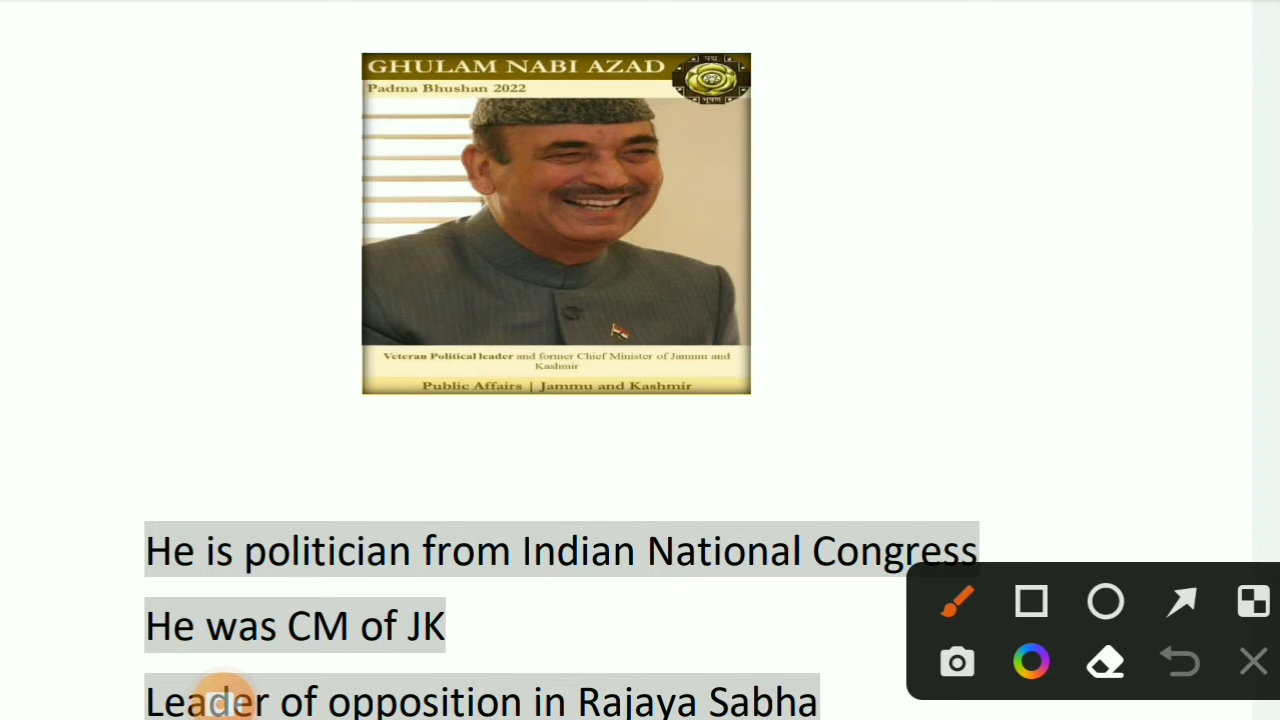 GHULAM NABI AZAD
पद्म
Padma Bhushan 2022
भूषण
Veteran Political leader and former Chief Minister of Jammu and
Kashmir
Public Affairs | Jammu and Kashmir
He is politician from Indian National Congress
He was CM of JK
Leader of opposition in Rajaya Sabha